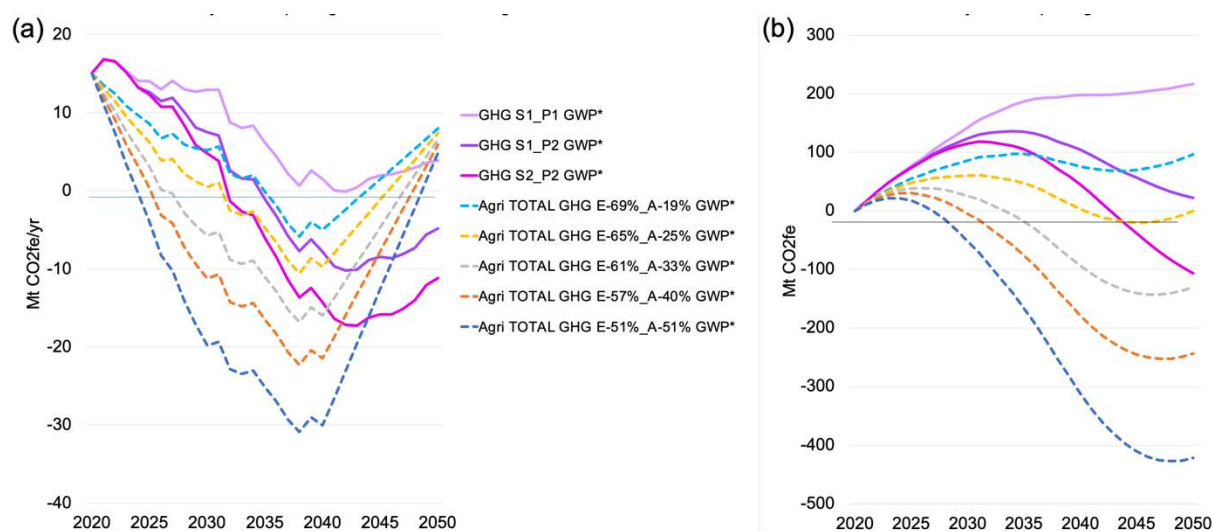 (a)
20
10
0
-10
-20
-30
-40
Mt CO2fe/yr
2020 2025 2030 2035 2040 2045 2050
GHG S1_P1 GWP*
GHG S1_P2 GWP*
GHG S2_P2 GWP*
Agri TOTAL GHG E-69%_A-19% GWP*
Agri TOTAL GHG E-65%_A-25% GWP*
Agri TOTAL GHG E-61%_A-33% GWP*
Agri TOTAL GHG E-57%_A-40% GWP*
Agri TOTAL GHG E-51%_A-51% GWP*
(b)
300
200
100
0
-100
-200
-300
-400
-500
Mt CO2fe
2020 2025 2030 2035 2040 2045 2050